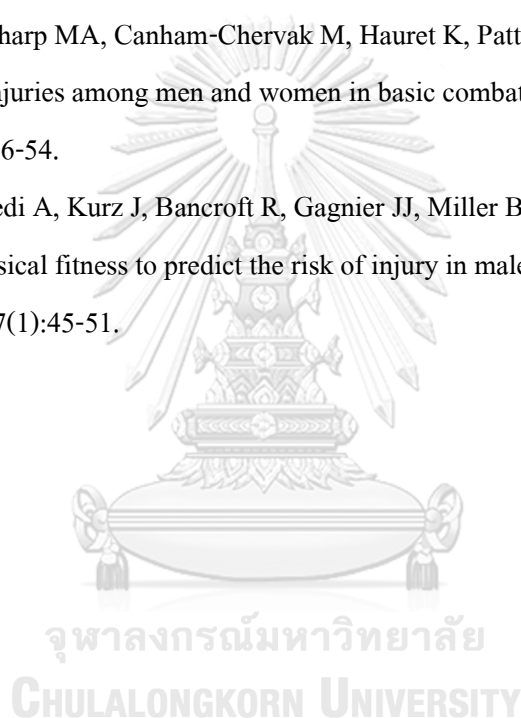 harp MA, Canham-Chervak M, Hauret K, Patt
njuries among men and women in basic combat
6-54.
edi A, Kurz J, Bancroft R, Gagnier JJ, Miller B
sical fitness to predict the risk of injury in male
7(1):45-51.
จุฬาลงกรณ์มหาวิทยาลัย
CHULALONGKORN UNIVERSITY